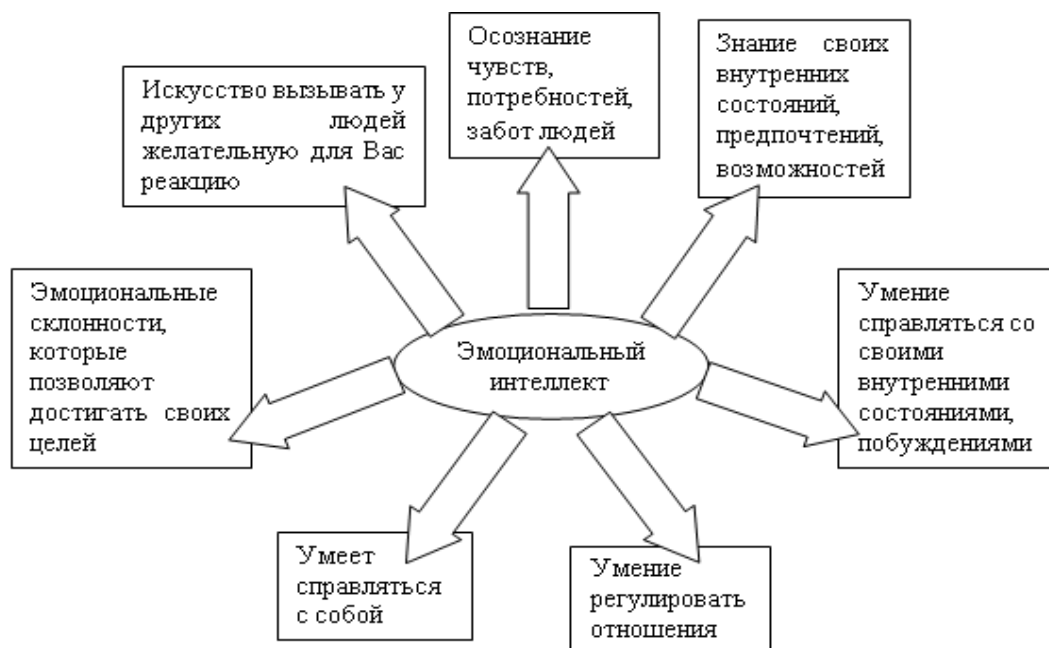 Осознание
чувств,
потребностей,
забот людей
Знание своих
внутренних
состояний,
предпочтений,
возможностей
Искусство вызывать у
других людей
желательную для Вас
реакцию
Эмоциональные
склонности,
которые
позволяют
достигать своих
целей
Эмоциональный
интеллект
Умение
справляться со
своими
внутренними
состояниями,
побуждениями
Умеет
справляться
с собой
Умение
регулировать
отношения